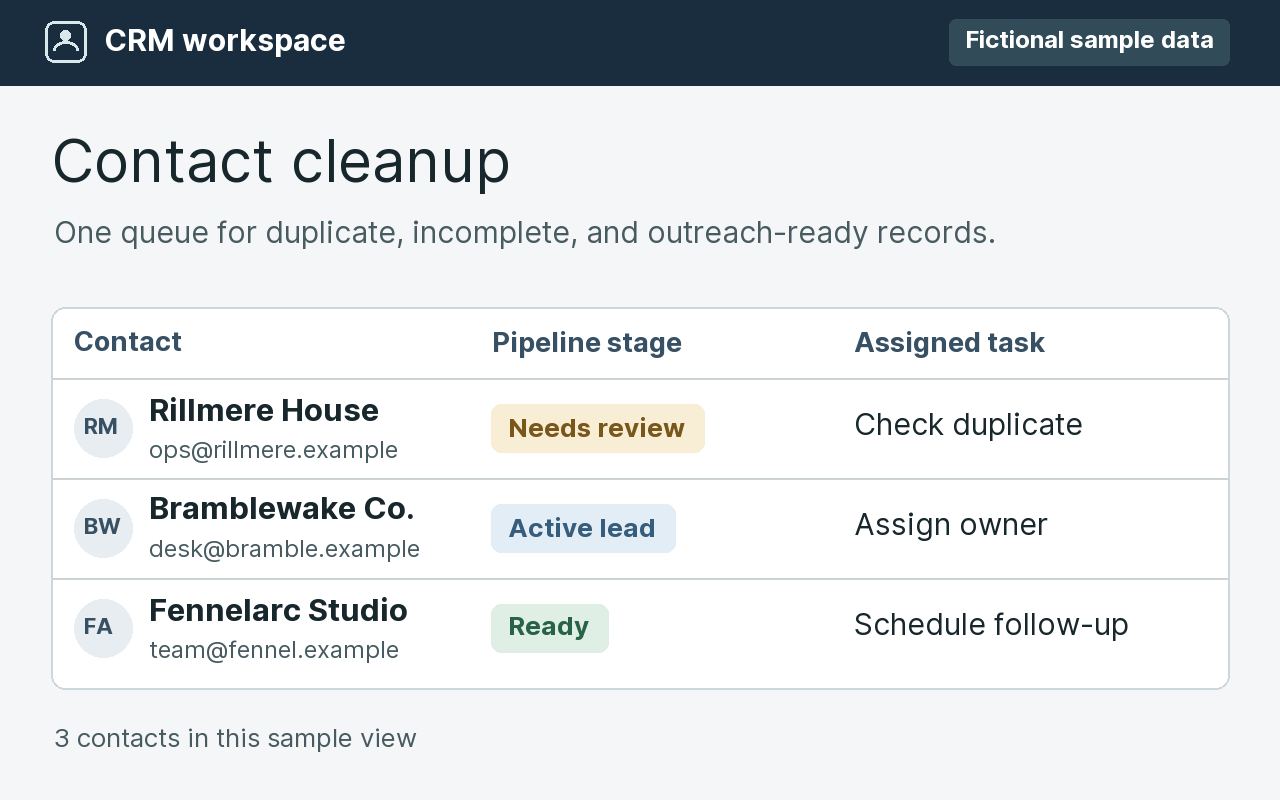 CRM workspace
Fictional sample data
Contact cleanup
One queue for duplicate, incomplete, and outreach-ready records.
Contact Pipeline stage Assigned task
RM Rillmere House Needs review Check duplicate
ops@rillmere.example
BW Bramblewake Co. Active lead Assign owner
desk@bramble.example
FA Fennelarc Studio Ready Schedule follow-up
team@fennel.example
3 contacts in this sample view